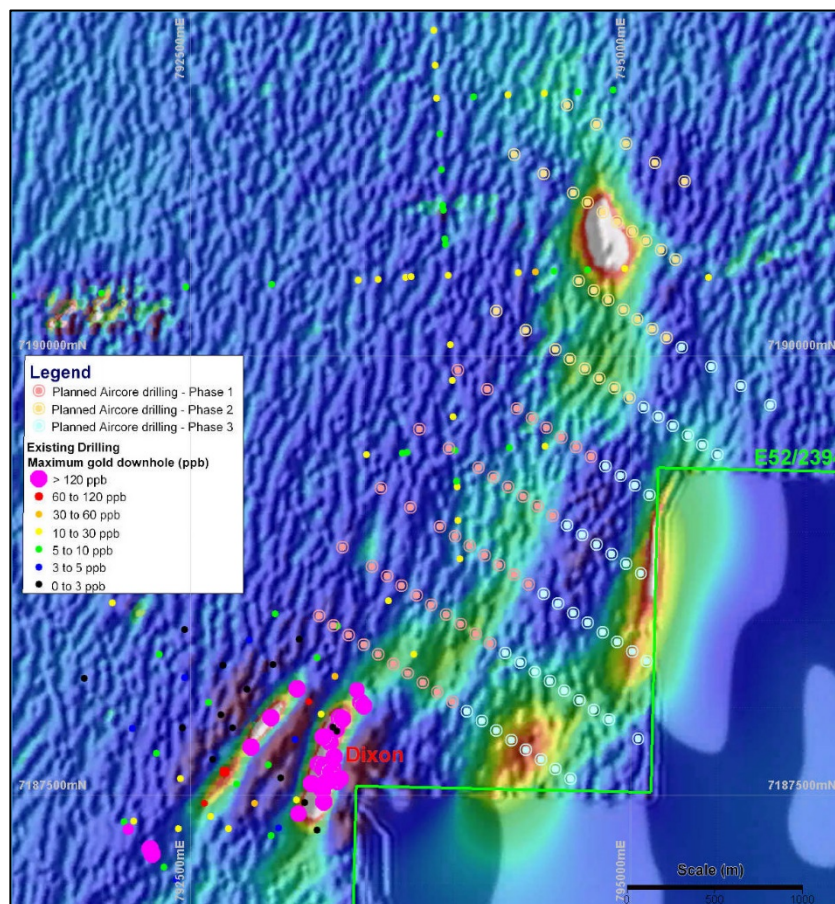 792500mE
795000mE
7190000mN
7190000mN
Legend
Planned Aircore drilling - Phase 1
Planned Aircore drilling - Phase 2
Planned Aircore drilling - Phase 3
Existing Drilling
Maximum gold downhole (ppb)
> 120 ppb
60 to 120 ppb
30 to 60 ppb
10 to 30 ppb
5 to 10 ppb
3 to 5 ppb
0 to 3 ppb
E52/239
Dixon
7187500mN
7187500mN
792500mE
795000mE
Scale (m)
0
500
1000